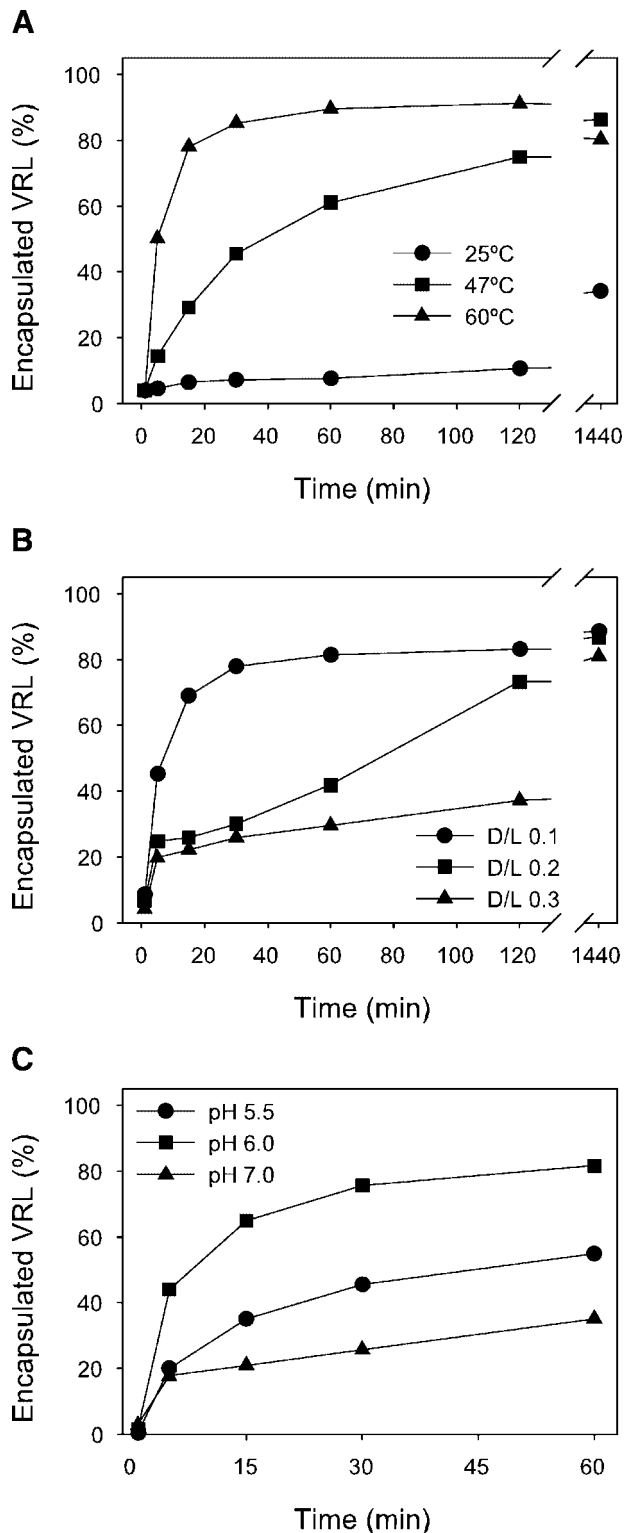 A
Encapsulated VRL (%)
100
80
60
40
20
0
25ºC
47ºC
60ºC
0 20 40 60 80 100 120 1440
Time (min)
B
Encapsulated VRL (%)
100
80
60
40
20
0
D/L 0.1
D/L 0.2
D/L 0.3
0 20 40 60 80 100 120 1440
Time (min)
C
Encapsulated VRL (%)
100
80
60
40
20
0
pH 5.5
pH 6.0
pH 7.0
0 15 30 45 60
Time (min)